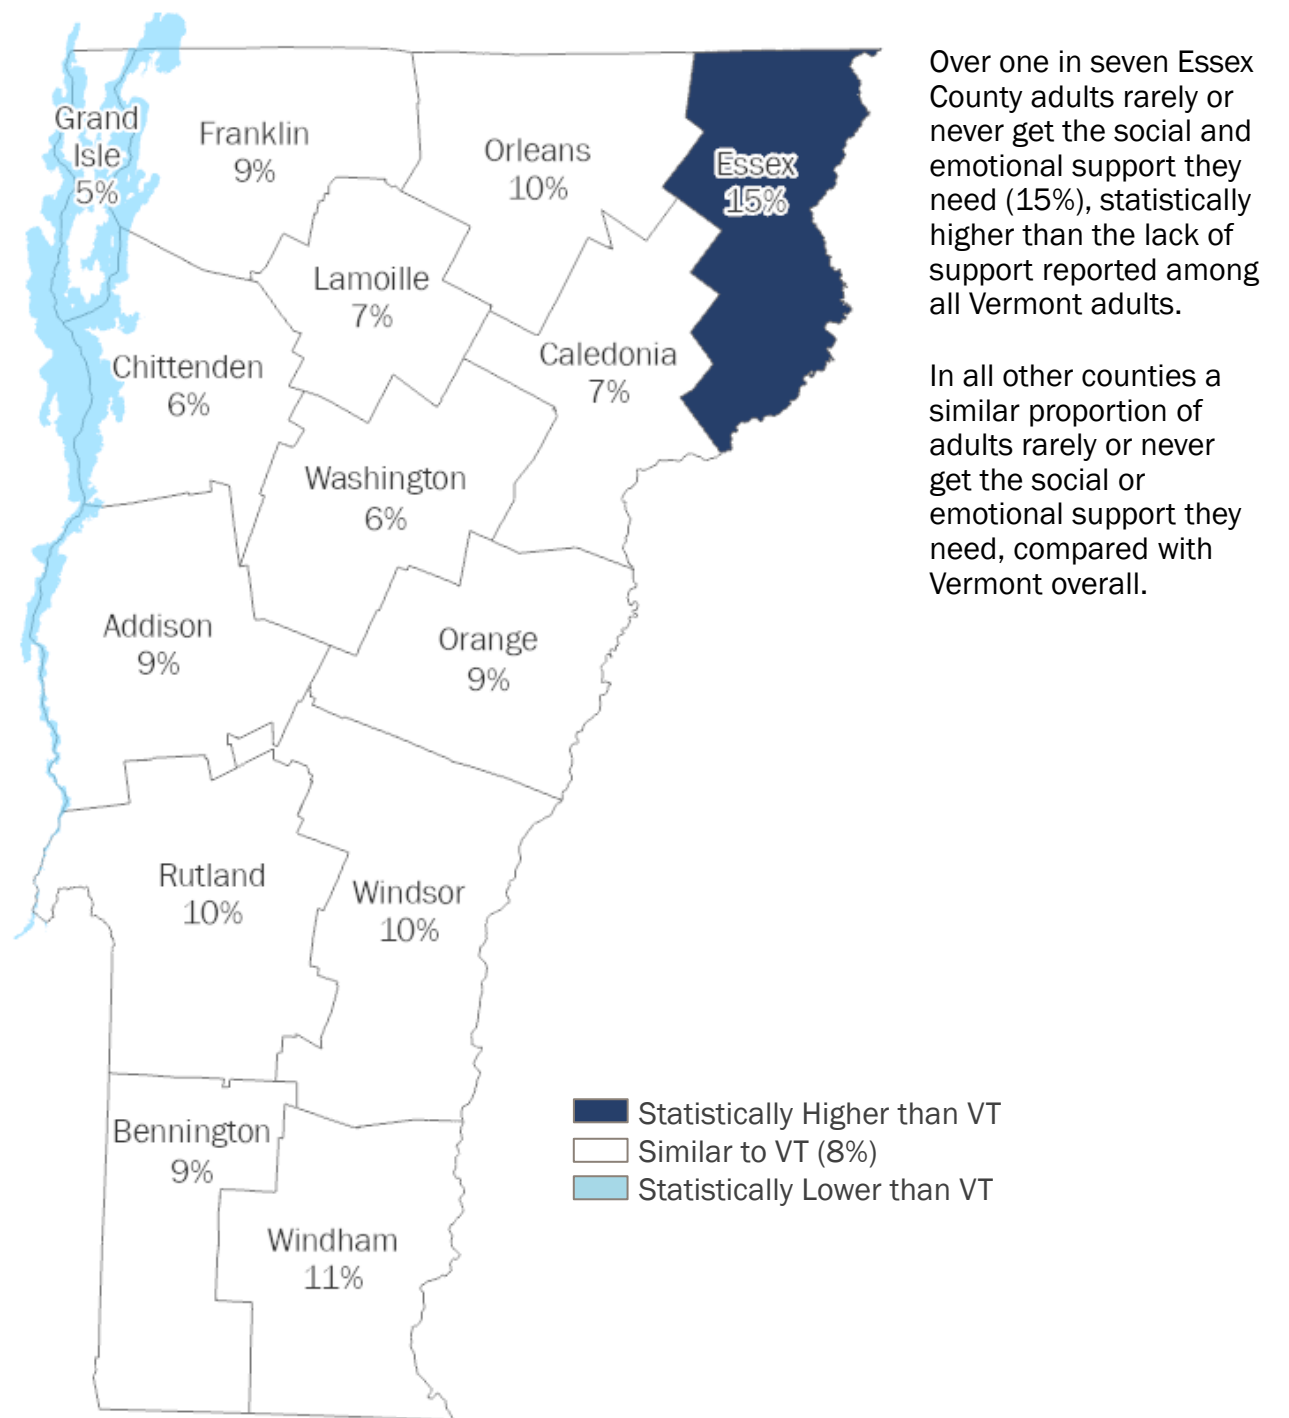 Over one in seven Essex
County adults rarely or
never get the social and
emotional support they
need (15%), statistically
higher than the lack of
support reported among
all Vermont adults.
In all other counties a
similar proportion of
adults rarely or never
get the social or
emotional support they
need, compared with
Vermont overall.
Grand
Isle
5%
Franklin
9%
Orleans
10%
Essex
15%
Lamoille
7%
Chittenden
6%
Caledonia
7%
Washington
6%
Addison
9%
Orange
9%
Rutland
10%
Windsor
10%
Bennington
9%
Windham
11%
Statistically Higher than VT
Similar to VT (8%)
Statistically Lower than VT